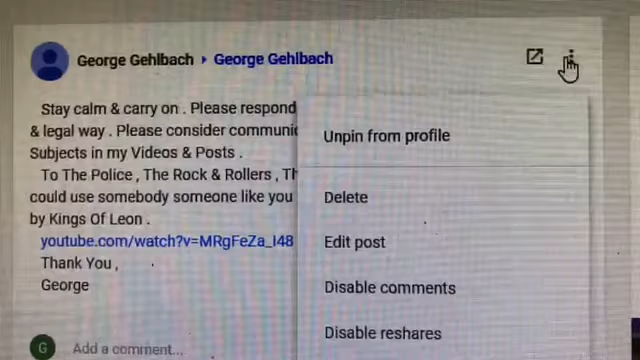 George Gehlbach ▸ George Gehlbach
Stay calm & carry on . Please respond
& legal way . Please consider
Subjects in my Videos & Posts .
To The Police , The Rock & Rollers ,
could use somebody someone like you
by Kings Of Leon .
youtube.com/watch?v=MRgFeZa_I48
Thank You ,
George
G
Add a comment...
Unpin from profile
Delete
Edit post
Disable comments
Disable reshares